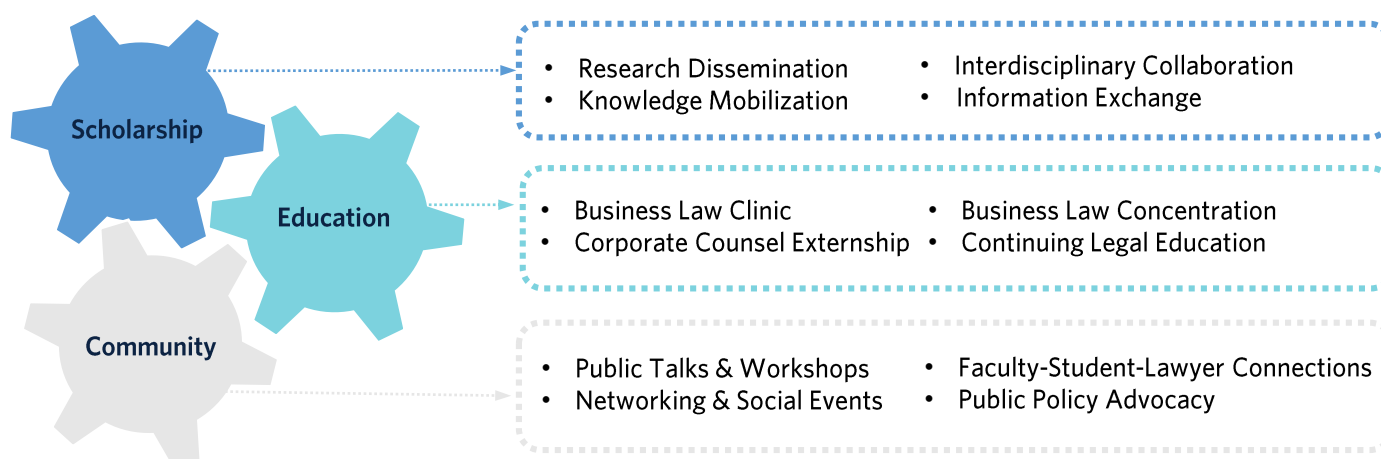 Scholarship
• Research Dissemination
• Knowledge Mobilization
• Interdisciplinary Collaboration
• Information Exchange
Education
• Business Law Clinic
• Corporate Counsel Externship
• Business Law Concentration
• Continuing Legal Education
Community
• Public Talks & Workshops
• Networking & Social Events
• Faculty-Student-Lawyer Connections
• Public Policy Advocacy